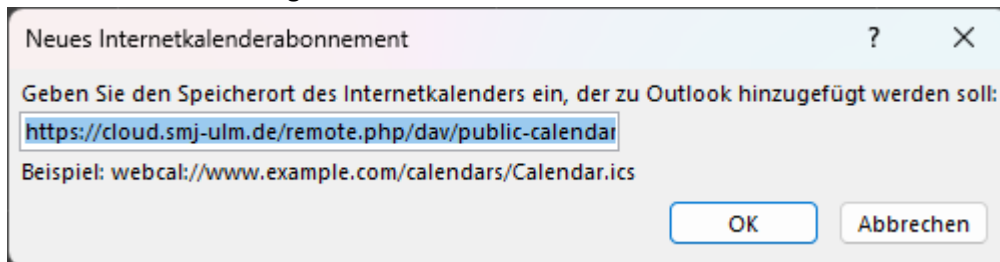 Neues Internetkalenderabonnement ? ×
Geben Sie den Speicherort des Internetkalenders ein, der zu Outlook hinzugefügt werden soll:
https://cloud.smj-ulm.de/remote.php/dav/public-calendar
Beispiel: webcal://www.example.com/calendars/Calendar.ics
OK Abbrechen